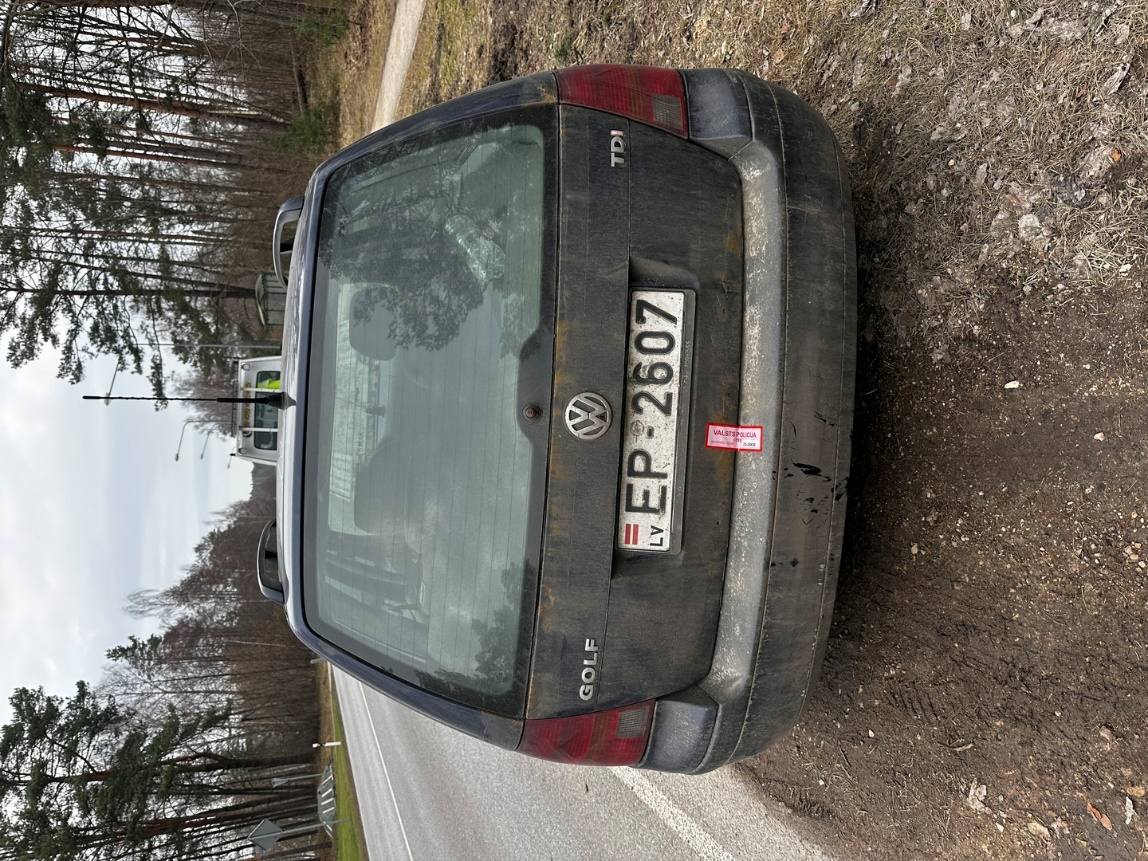 GOLF
TDI
LV EP-2607
VALSTS POLICIJA